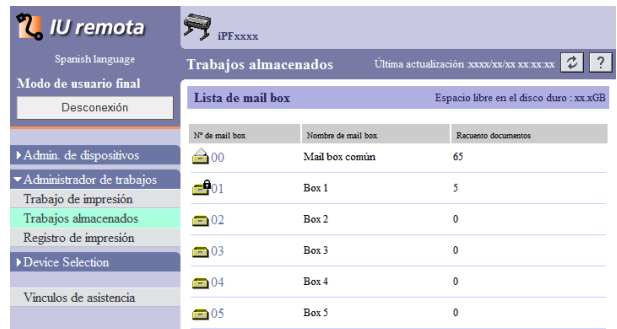 IU remota
Spanish language
Modo de usuario final
Desconexión
Admin. de dispositivos
Administrador de trabajos
Trabajo de impresión
Trabajos almacenados
Registro de impresión
Device Selection
Vínculos de asistencia
iPFxxxx
Trabajos almacenados Última actualización :xxxx/xx/xx xx:xx:xx ?
Lista de mail box Espacio libre en el disco duro : xx.xGB
Nº de mail box Nombre de mail box Recuento documentos
00 Mail box común 65
01 Box 1 5
02 Box 2 0
03 Box 3 0
04 Box 4 0
05 Box 5 0